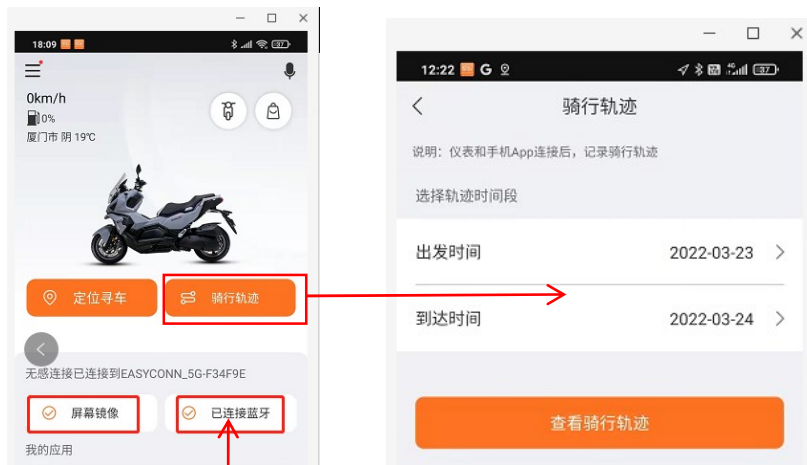 18:09
37
0km/h
0%
厦门市 阴 19℃
定位寻车
骑行轨迹
无感连接已连接到EASYCONN_5G-F34F9E
屏幕镜像
已连接蓝牙
我的应用
12:22 G
4G 37
骑行轨迹
说明：仪表和手机App连接后，记录骑行轨迹
选择轨迹时间段
出发时间 2022-03-23
到达时间 2022-03-24
查看骑行轨迹